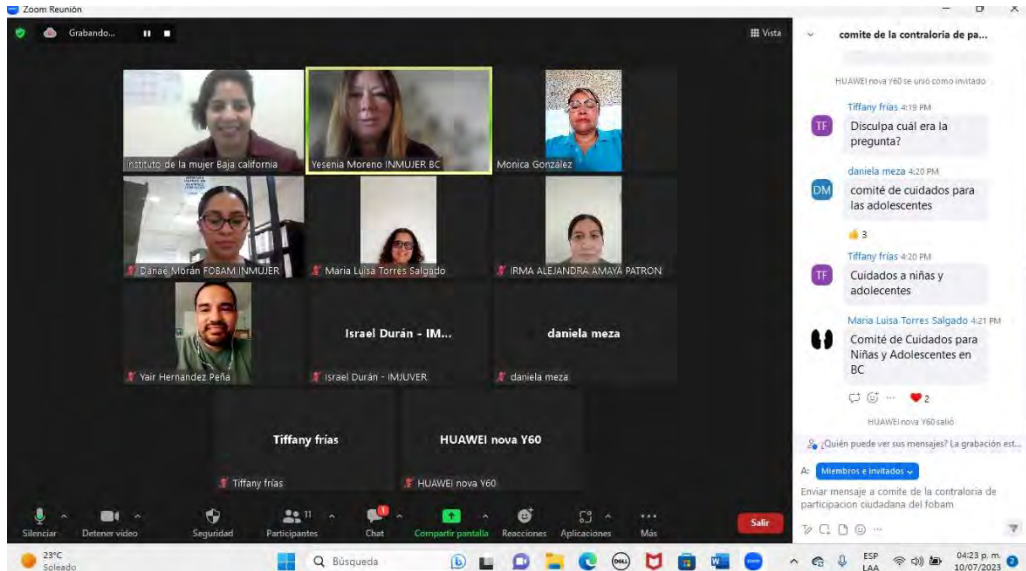 Zoom Reunión
Grabando...
Vista
comite de la contraloria de pa...
instituto de la mujer Baja california
Yesenia Moreno INMUJER BC
Monica González
Danae Morán FOBAM INMUJER
Maria Luisa Torres Salgado
IRMA ALEJANDRA AMAYA PATRON
Yair Hernandez Peña
Israel Durán - IM...
Israel Durán - IMJUVER
daniela meza
daniela meza
Tiffany frías
Tiffany frías
HUAWEI nova Y60
HUAWEI nova Y60
HUAWEI nova Y60 se unió como invitado
Tiffany frías 4:19 PM
TF
Disculpa cuál era la
pregunta?
daniela meza 4:20 PM
DM
comité de cuidados para
las adolescentes
3
Tiffany frías 4:20 PM
TF
Cuidados a niñas y
adolecentes
Maria Luisa Torres Salgado 4:21 PM
Comité de Cuidados para
Niñas y Adolescentes en
BC
2
HUAWEI nova Y60 salió
¿Quién puede ver sus mensajes? La grabación est...
A: Miembros e invitados
Enviar mensaje a comite de la contraloria de
participacion ciudadana del fobam
Silenciar
Detener video
Seguridad
Participantes
11
Chat
1
Compartir pantalla
Reacciones
Aplicaciones
Más
Salir
23°C
Soleado
Búsqueda
DELL
ESP
LAA
04:23 p. m.
10/07/2023
2